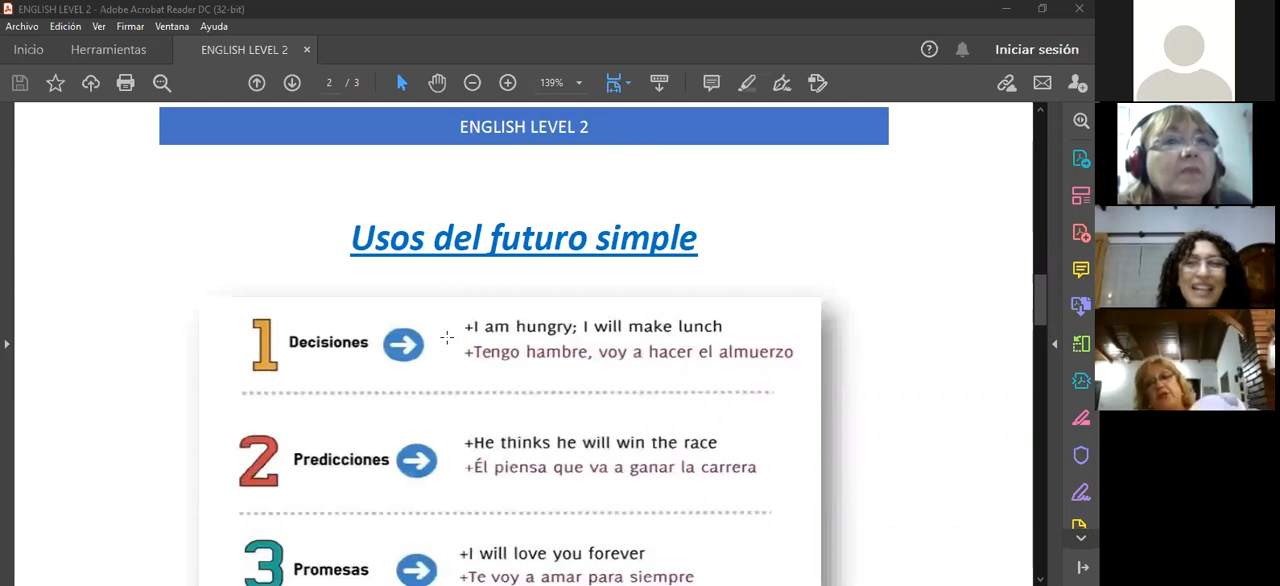 ENGLISH LEVEL 2 - Adobe Acrobat Reader DC (32-bit)
Archivo Edición Ver Firmar Ventana Ayuda
Inicio Herramientas ENGLISH LEVEL 2 × Iniciar sesión
2 / 3 139%
ENGLISH LEVEL 2
Usos del futuro simple
1 Decisiones
+I am hungry; I will make lunch
+Tengo hambre, voy a hacer el almuerzo
2 Predicciones
+He thinks he will win the race
+Él piensa que va a ganar la carrera
3 Promesas
+I will love you forever
+Te voy a amar para siempre